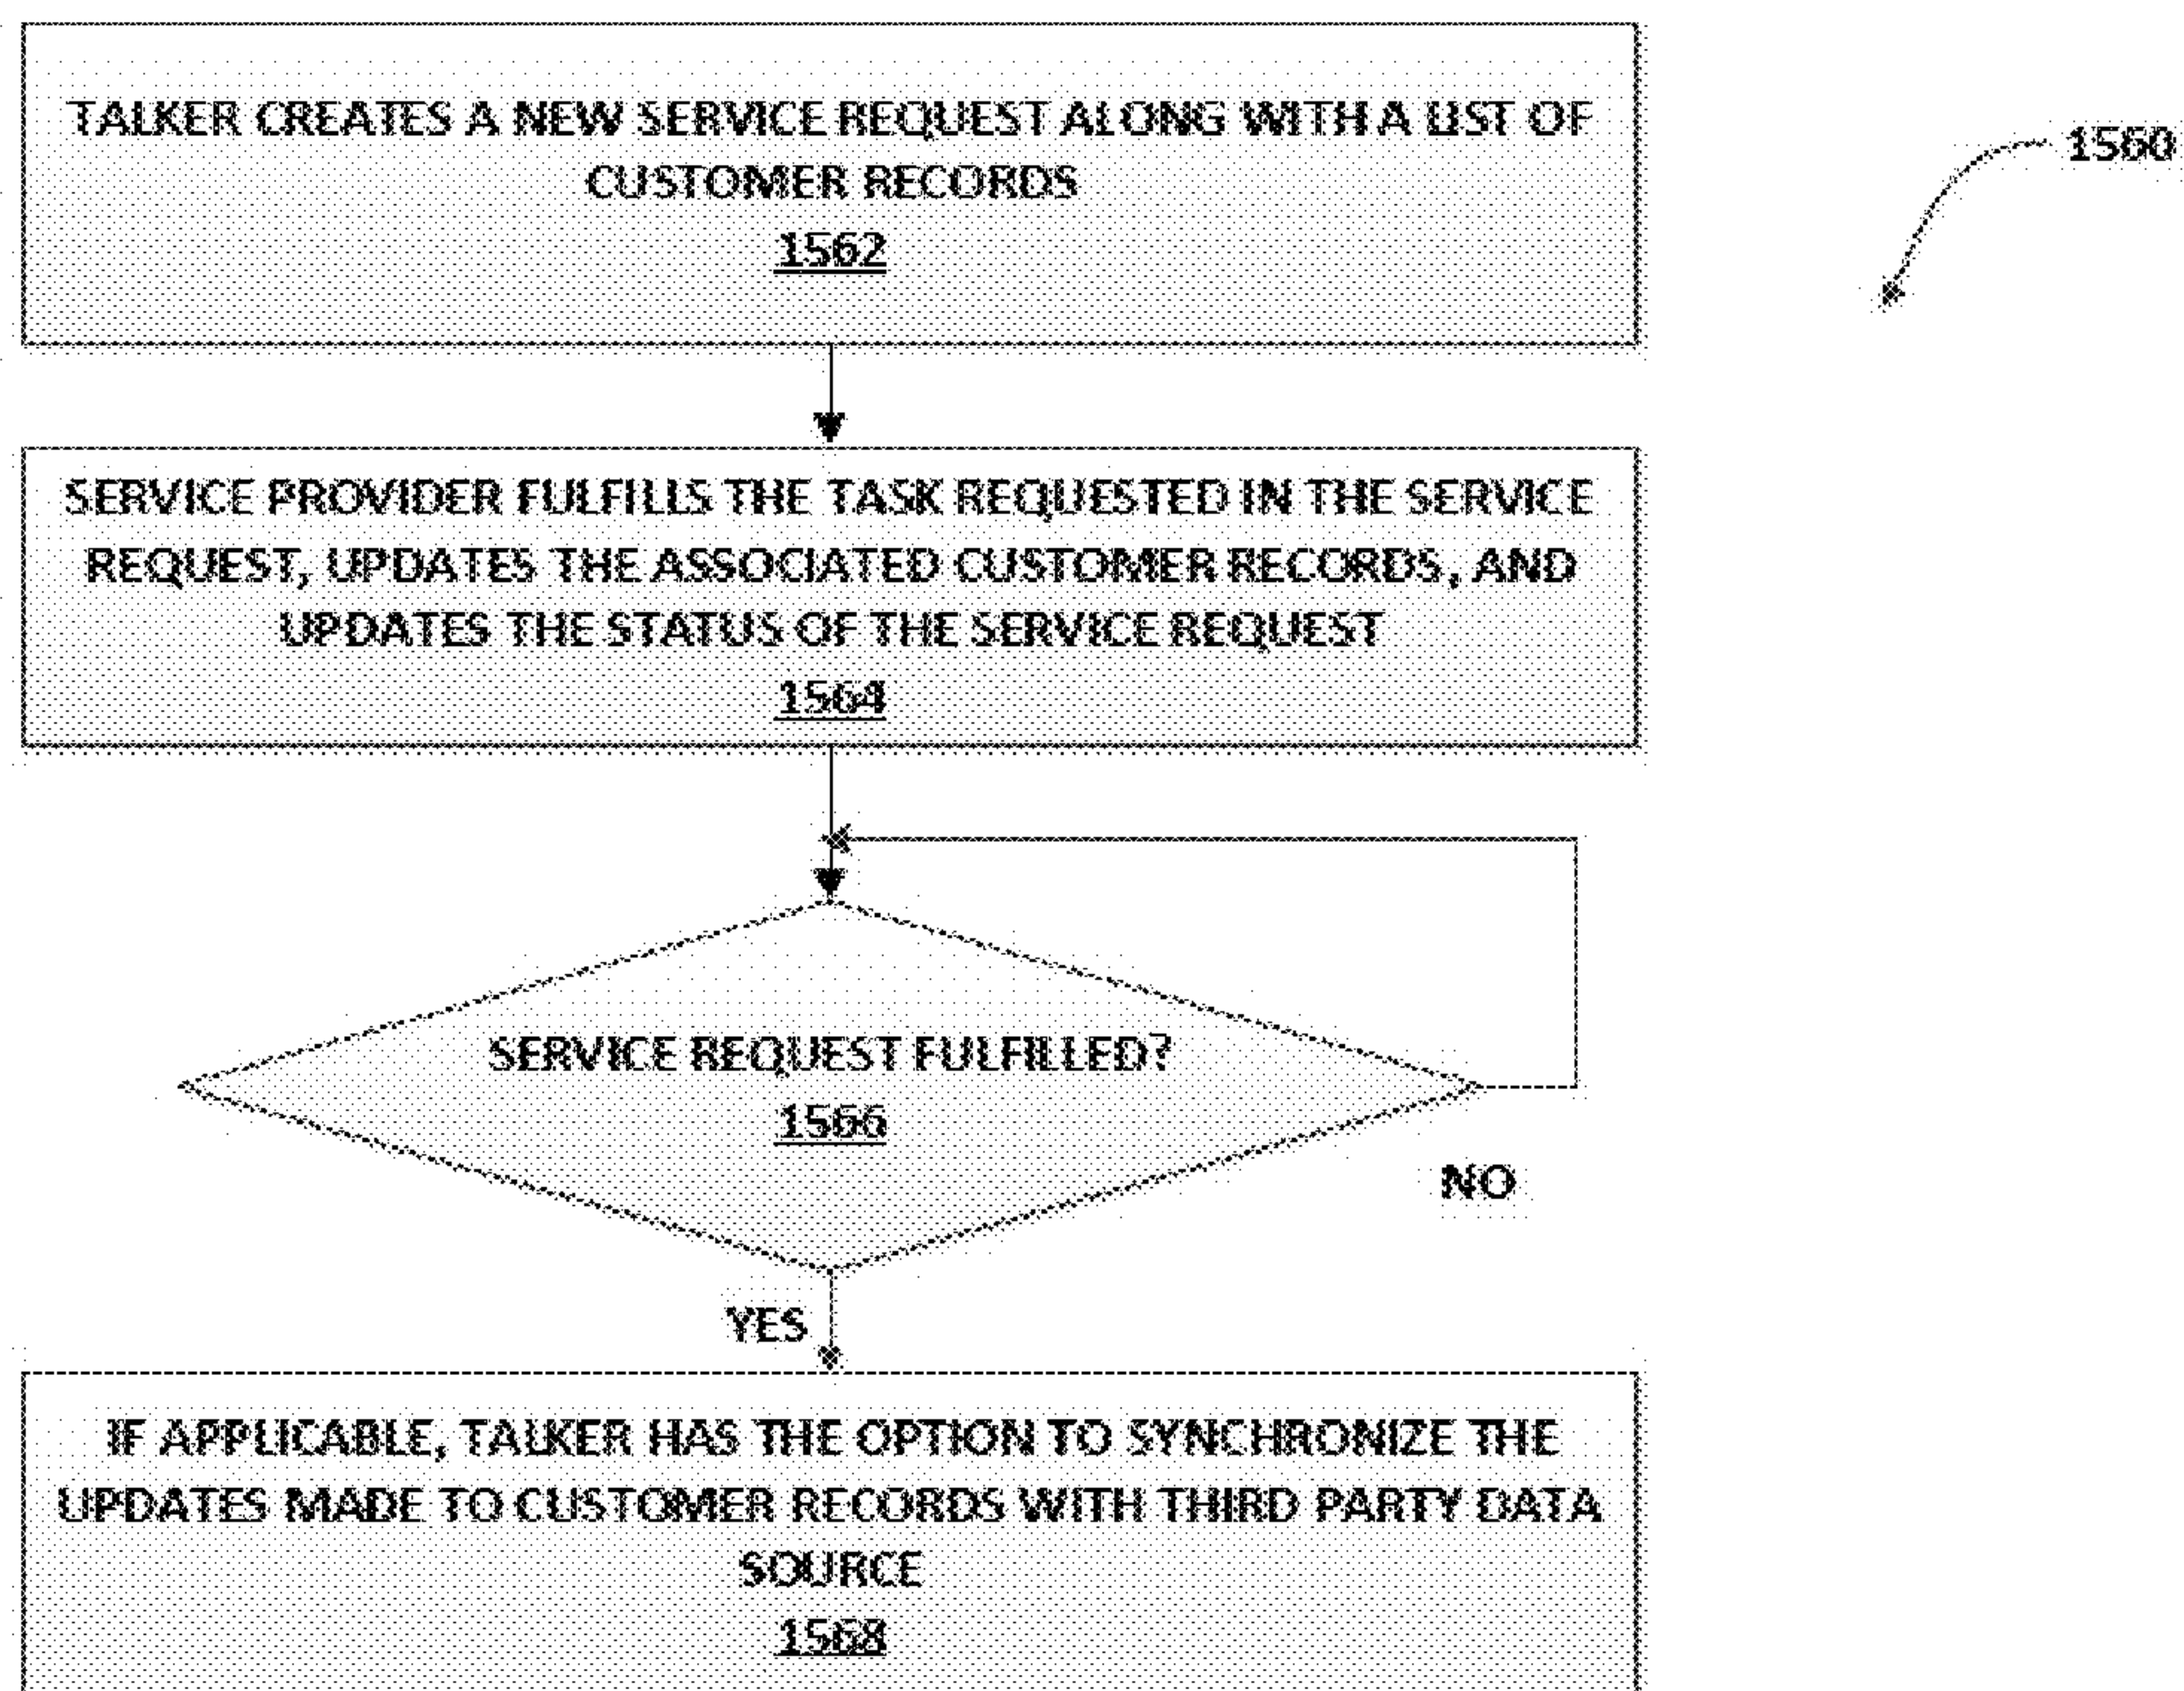 TALKER CREATES A NEW SERVICE REQUEST ALONG WITH A LIST OF
CUSTOMER RECORDS
1562
1560
SERVICE PROVIDER FULFILLS THE TASK REQUESTED IN THE SERVICE
REQUEST, UPDATES THE ASSOCIATED CUSTOMER RECORDS, AND
UPDATES THE STATUS OF THE SERVICE REQUEST
1564
SERVICE REQUEST FULFILLED?
1566
NO
YES
IF APPLICABLE, TALKER HAS THE OPTION TO SYNCHRONIZE THE
UPDATES MADE TO CUSTOMER RECORDS WITH THIRD PARTY DATA
SOURCE
1568